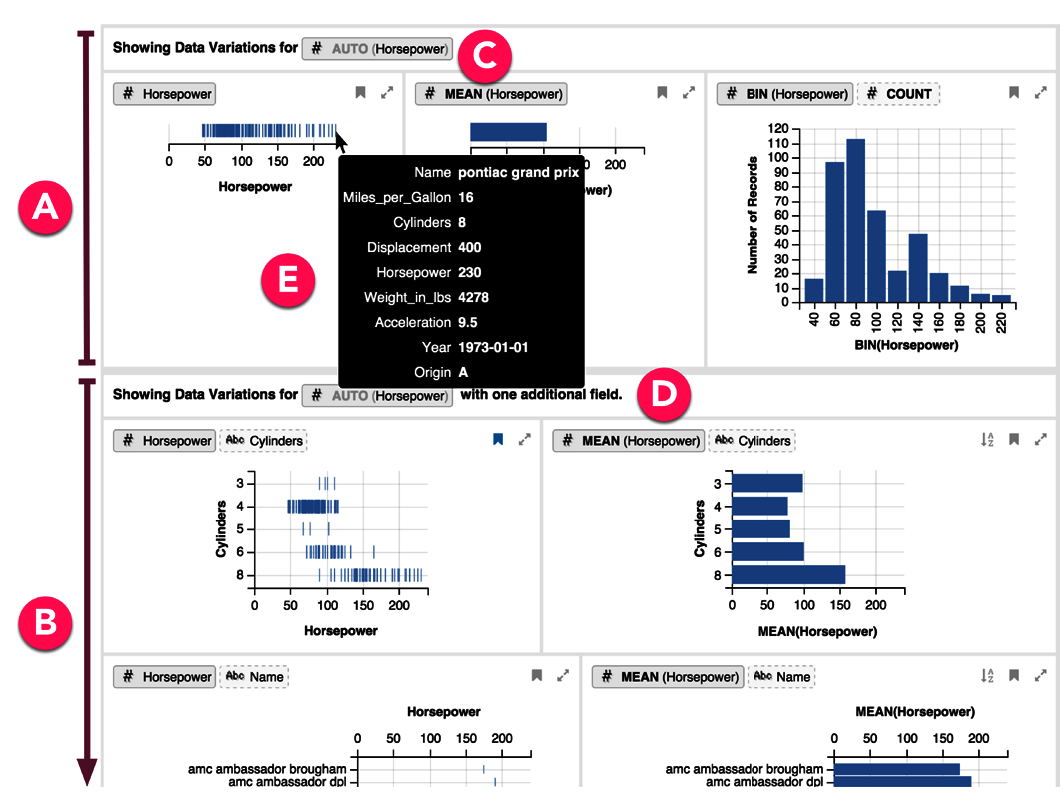 Showing Data Variations for # AUTO (Horsepower)
C
A
# Horsepower
0 50 100 150 200
Horsepower
# MEAN (Horsepower)
0 200
wer)
# BIN (Horsepower) # COUNT
120
110
100
90
80
70
60
50
40
30
20
10
0
Number of Records
40 60 80 100 120 140 160 180 200 220
BIN(Horsepower)
E
Name pontiac grand prix
Miles_per_Gallon 16
Cylinders 8
Displacement 400
Horsepower 230
Weight_in_lbs 4278
Acceleration 9.5
Year 1973-01-01
Origin A
Showing Data Variations for # AUTO (Horsepower) with one additional field.
D
B
# Horsepower Abc Cylinders
3
4
5
6
8
Cylinders
0 50 100 150 200
Horsepower
# MEAN (Horsepower) Abc Cylinders
A
Z
3
4
5
6
8
Cylinders
0 50 100 150 200
MEAN(Horsepower)
# Horsepower Abc Name
Horsepower
0 50 100 150 200
amc ambassador brougham
amc ambassador dpl
# MEAN (Horsepower) Abc Name
A
Z
MEAN(Horsepower)
0 50 100 150 200
amc ambassador brougham
amc ambassador dpl